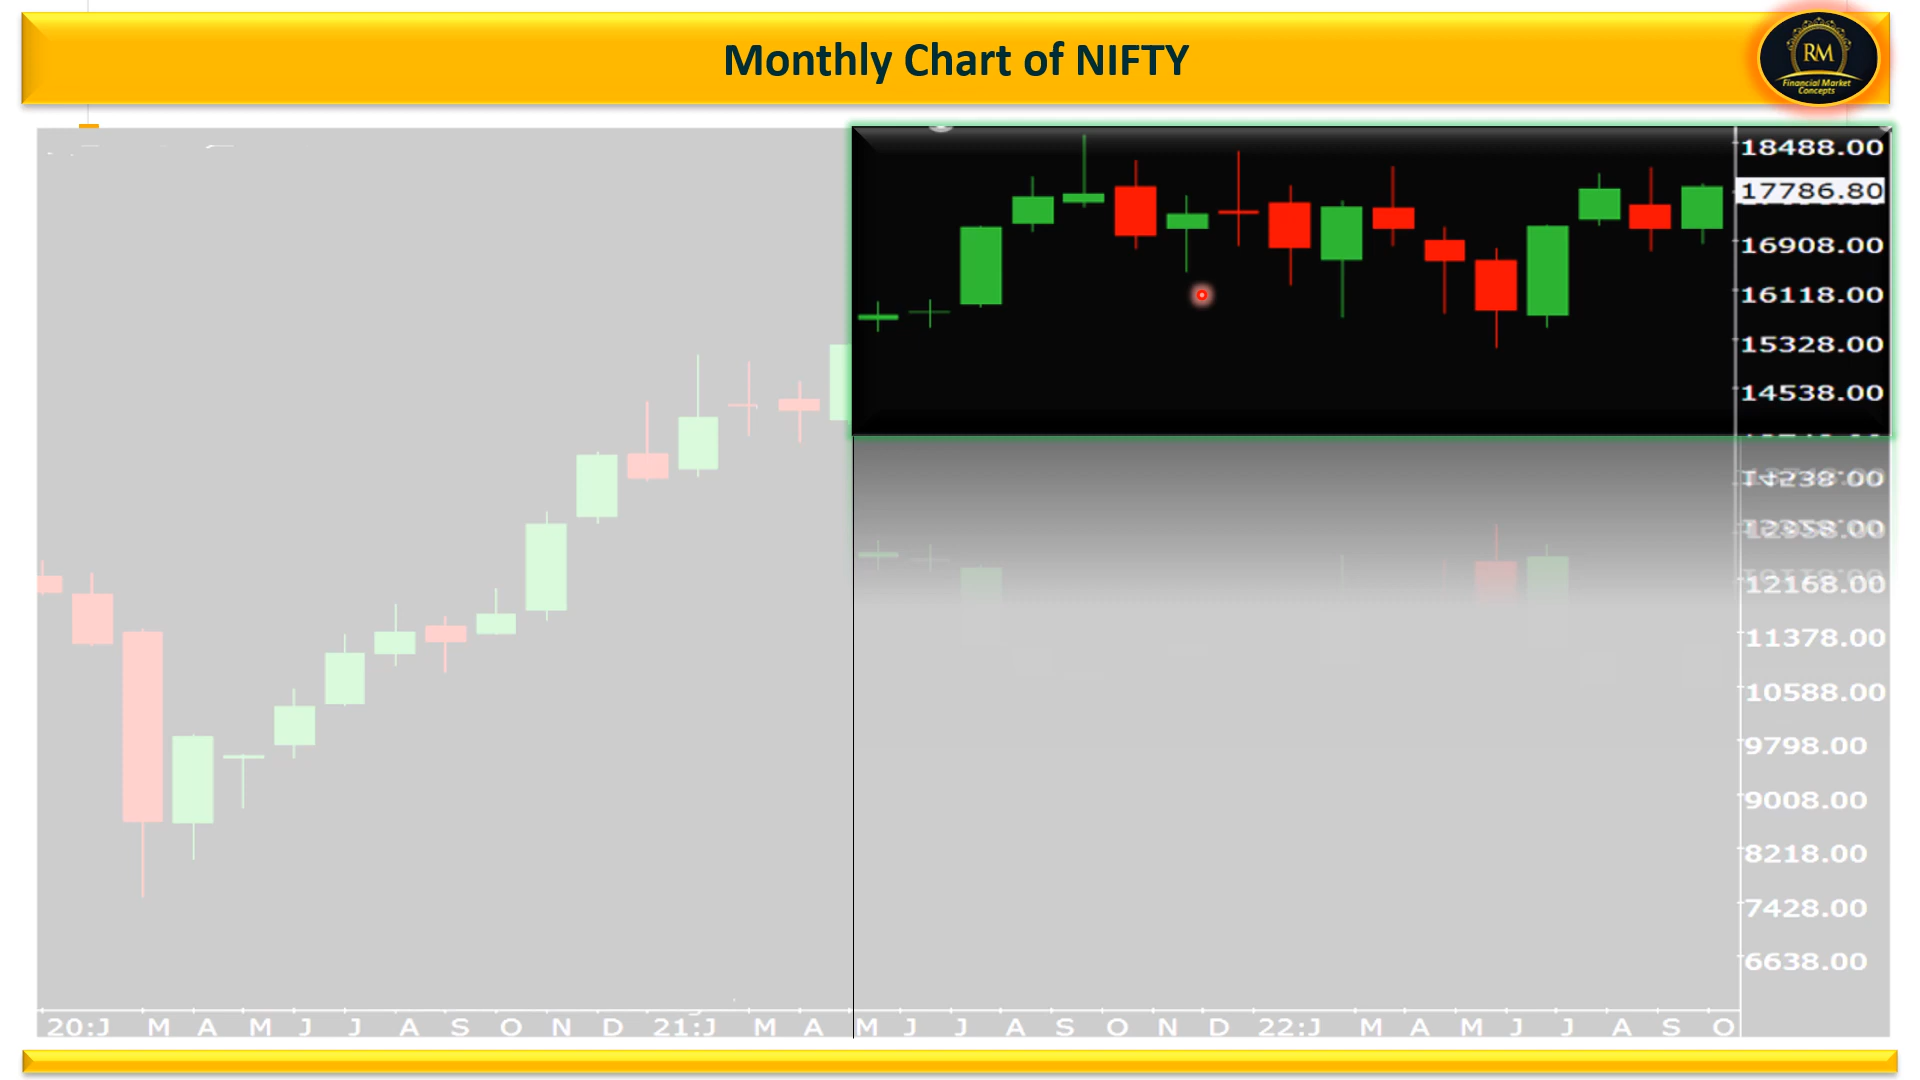 Monthly Chart of NIFTY
RM
Financial Market
Concepts
18488.00
17786.80
16908.00
16118.00
15328.00
14538.00
12168.00
11378.00
10588.00
9798.00
9008.00
8218.00
7428.00
6638.00
20:J M A M J J A S O N D 21:J M A M J J A S O N D 22:J M A M J J A S O